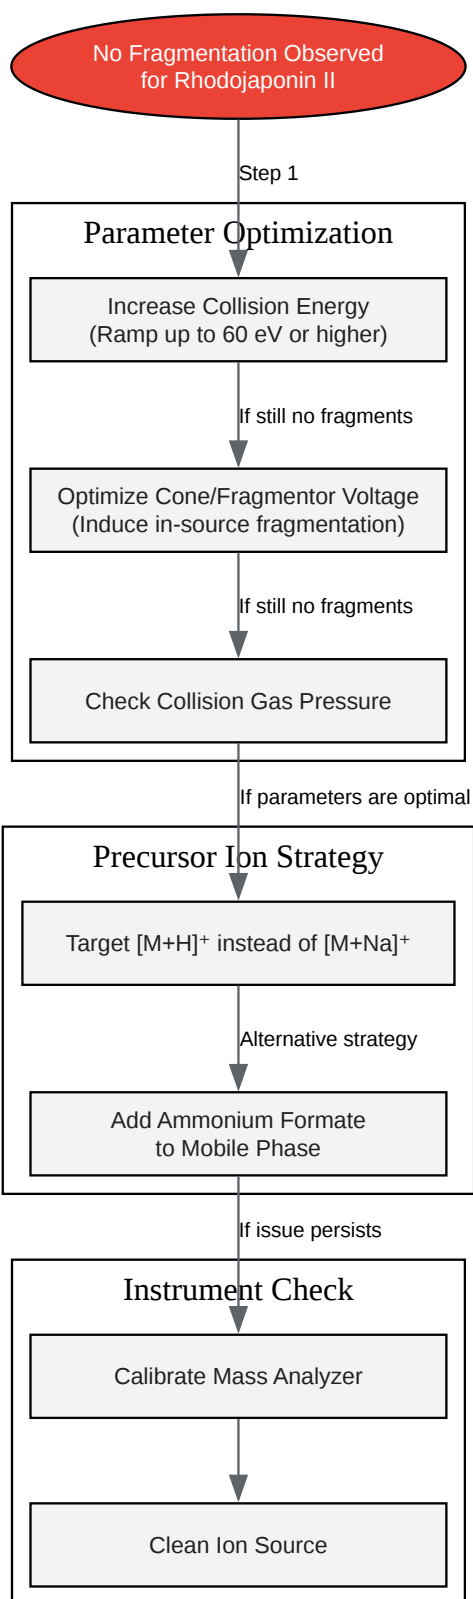 No Fragmentation Observed
for Rhodojaponin II
Step 1
Parameter Optimization
Increase Collision Energy
(Ramp up to 60 eV or higher)
If still no fragments
Optimize Cone/Fragmentor Voltage
(Induce in-source fragmentation)
If still no fragments
Check Collision Gas Pressure
If parameters are optimal
Precursor Ion Strategy
Target [M+H]⁺ instead of [M+Na]⁺
Alternative strategy
Add Ammonium Formate
to Mobile Phase
If issue persists
Instrument Check
Calibrate Mass Analyzer
Clean Ion Source